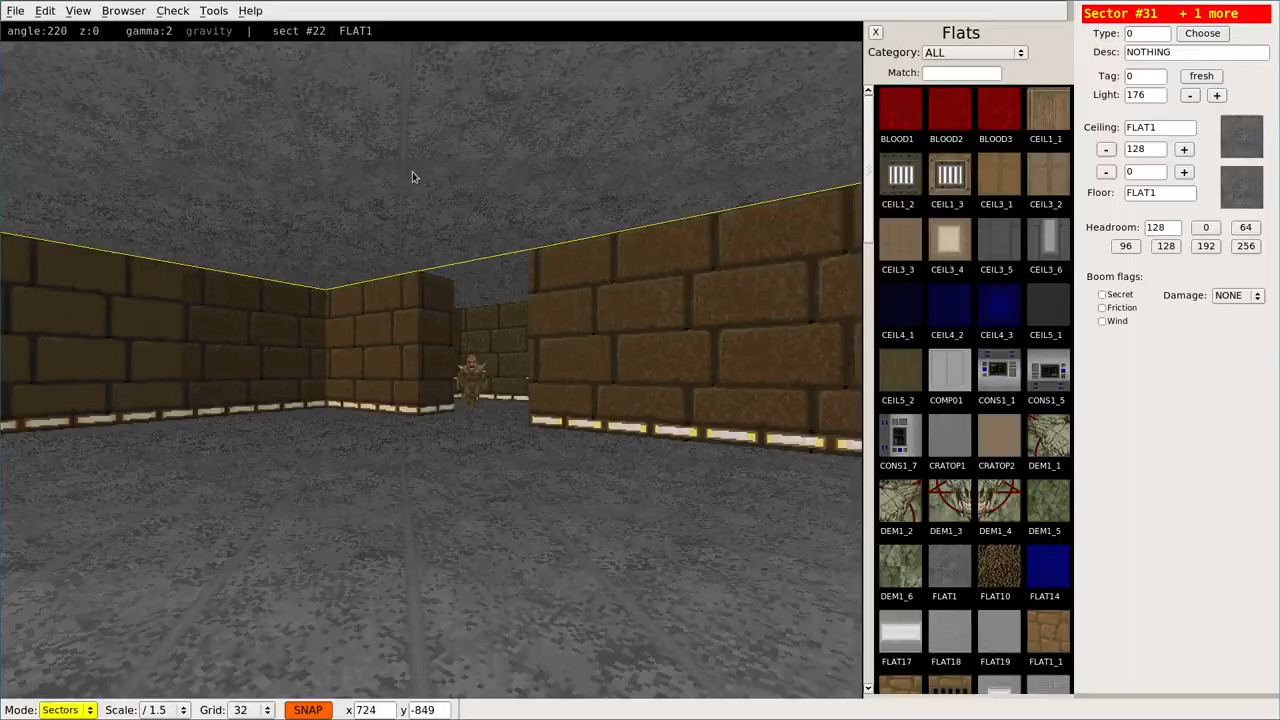 File Edit View Browser Check Tools Help
angle:220 z:0 gamma:2 gravity | sect #22 FLAT1
X Flats
Category: ALL
Match:
BLOOD1 BLOOD2 BLOOD3 CEIL1_1
CEIL1_2 CEIL1_3 CEIL3_1 CEIL3_2
CEIL3_3 CEIL3_4 CEIL3_5 CEIL3_6
CEIL4_1 CEIL4_2 CEIL4_3 CEIL5_1
CEIL5_2 COMP01 CONS1_1 CONS1_5
CONS1_7 CRATOP1 CRATOP2 DEM1_1
DEM1_2 DEM1_3 DEM1_4 DEM1_5
DEM1_6 FLAT1 FLAT10 FLAT14
FLAT17 FLAT18 FLAT19 FLAT1_1
Sector #31 + 1 more
Type: 0 Choose
Desc: NOTHING
Tag: 0 fresh
Light: 176 - +
Ceiling: FLAT1
- 128 +
- 0 +
Floor: FLAT1
Headroom: 128 0 64
96 128 192 256
Boom flags:
Secret Damage: NONE
Friction
Wind
Mode: Sectors Scale: / 1.5 Grid: 32 SNAP x 724 y -849